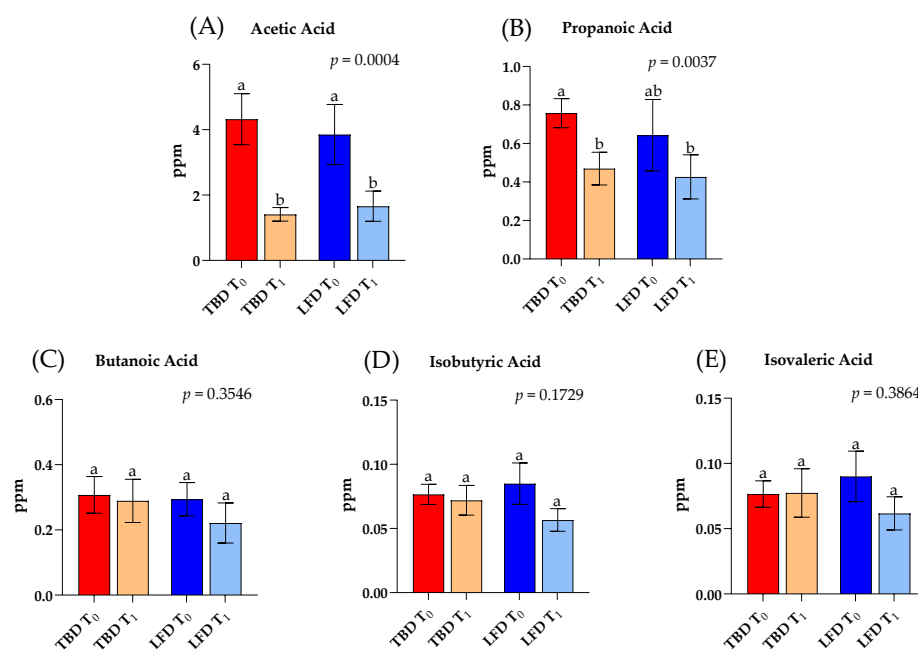 (A) Acetic Acid
p = 0.0004
ppm
6
4
2
0
a
b
a
b
TBD T0
TBD T1
LFD T0
LFD T1
(B) Propanoic Acid
p = 0.0037
ppm
1.0
0.8
0.6
0.4
0.2
0.0
a
b
ab
b
TBD T0
TBD T1
LFD T0
LFD T1
(C) Butanoic Acid
p = 0.3546
ppm
0.6
0.4
0.2
0.0
a
a
a
a
TBD T0
TBD T1
LFD T0
LFD T1
(D) Isobutyric Acid
p = 0.1729
ppm
0.15
0.10
0.05
0.00
a
a
a
a
TBD T0
TBD T1
LFD T0
LFD T1
(E) Isovaleric Acid
p = 0.3864
ppm
0.15
0.10
0.05
0.00
a
a
a
a
TBD T0
TBD T1
LFD T0
LFD T1